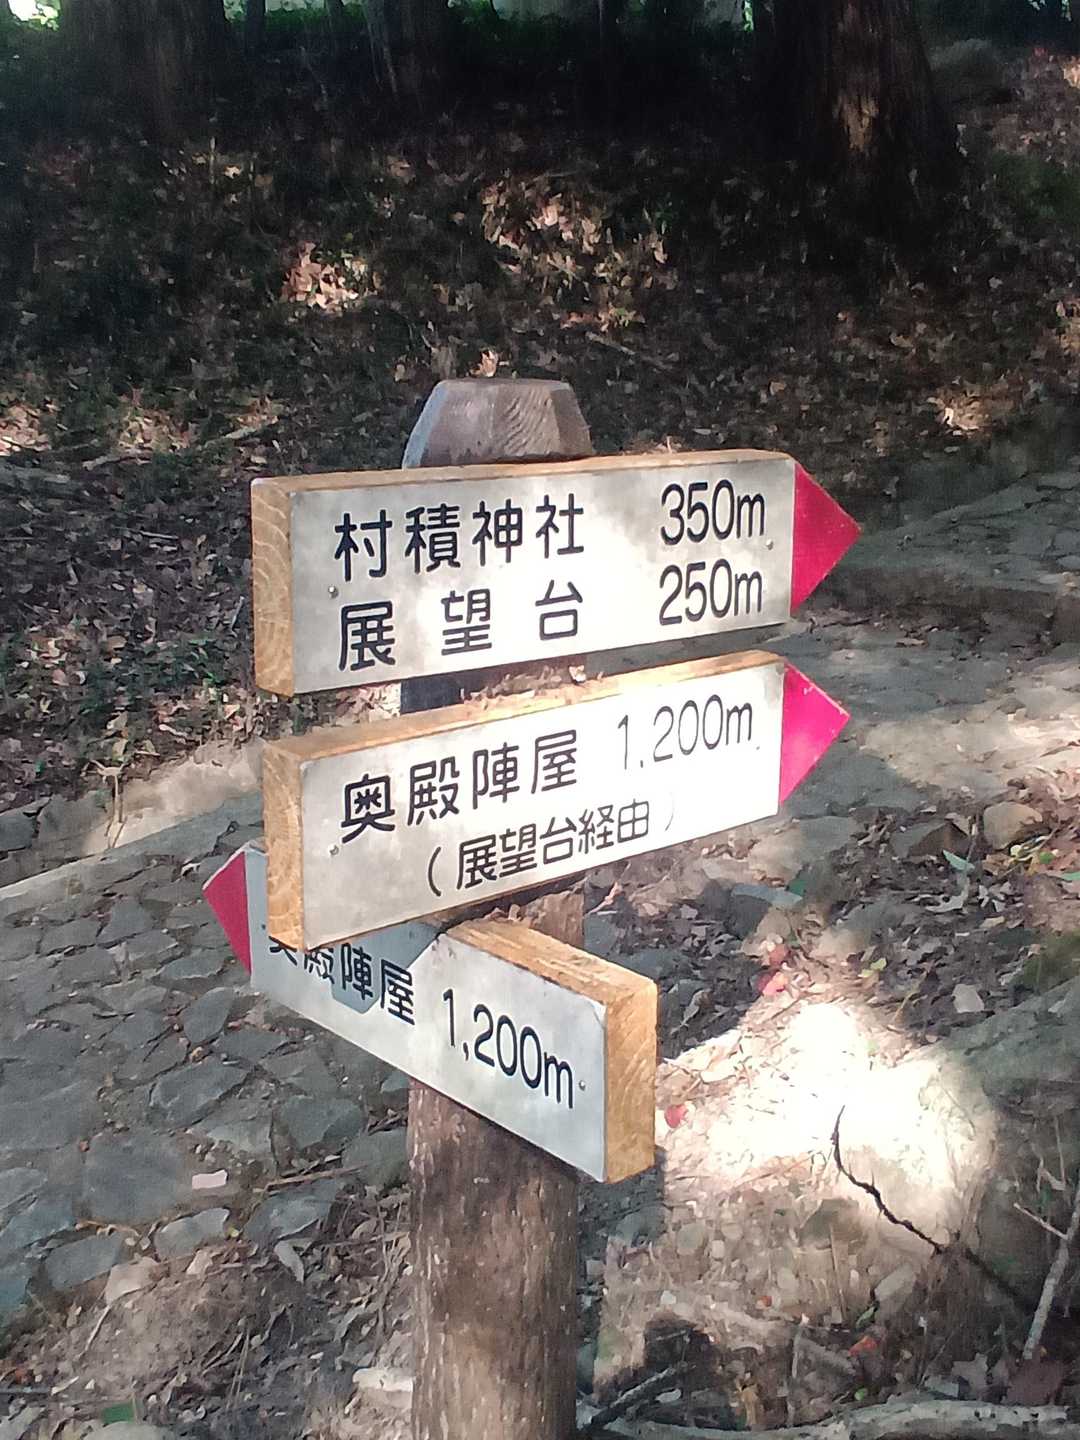 村積神社 350m
展望台 250m
奥殿陣屋 1,200m
（展望台経由）
奥殿陣屋 1,200m